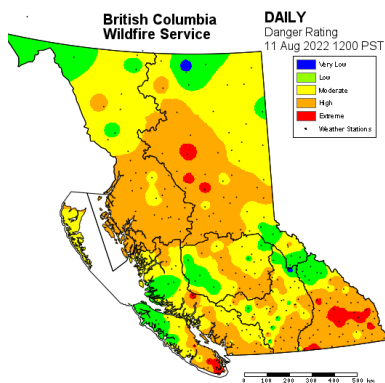 British Columbia
Wildfire Service
DAILY
Danger Rating
11 Aug 2022 1200 PST
Very Low
Low
Moderate
High
Extreme
Weather Stations
0 100 200 300 400 500 km